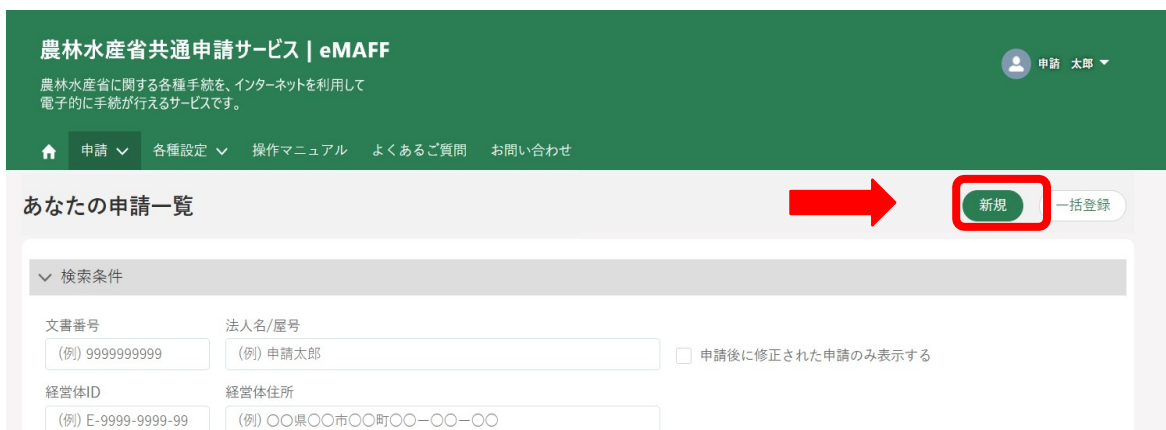 農林水産省共通申請サービス | eMAFF
申請 太郎
農林水産省に関する各種手続を、インターネットを利用して
電子的に手続が行えるサービスです。
申請 各種設定 操作マニュアル よくあるご質問 お問い合わせ
あなたの申請一覧
新規 一括登録
検索条件
文書番号 法人名/屋号
(例) 9999999999 (例) 申請太郎 申請後に修正された申請のみ表示する
経営体ID 経営体住所
(例) E-9999-9999-99 (例) 〇〇県〇〇市〇〇町〇〇ー〇〇ー〇〇